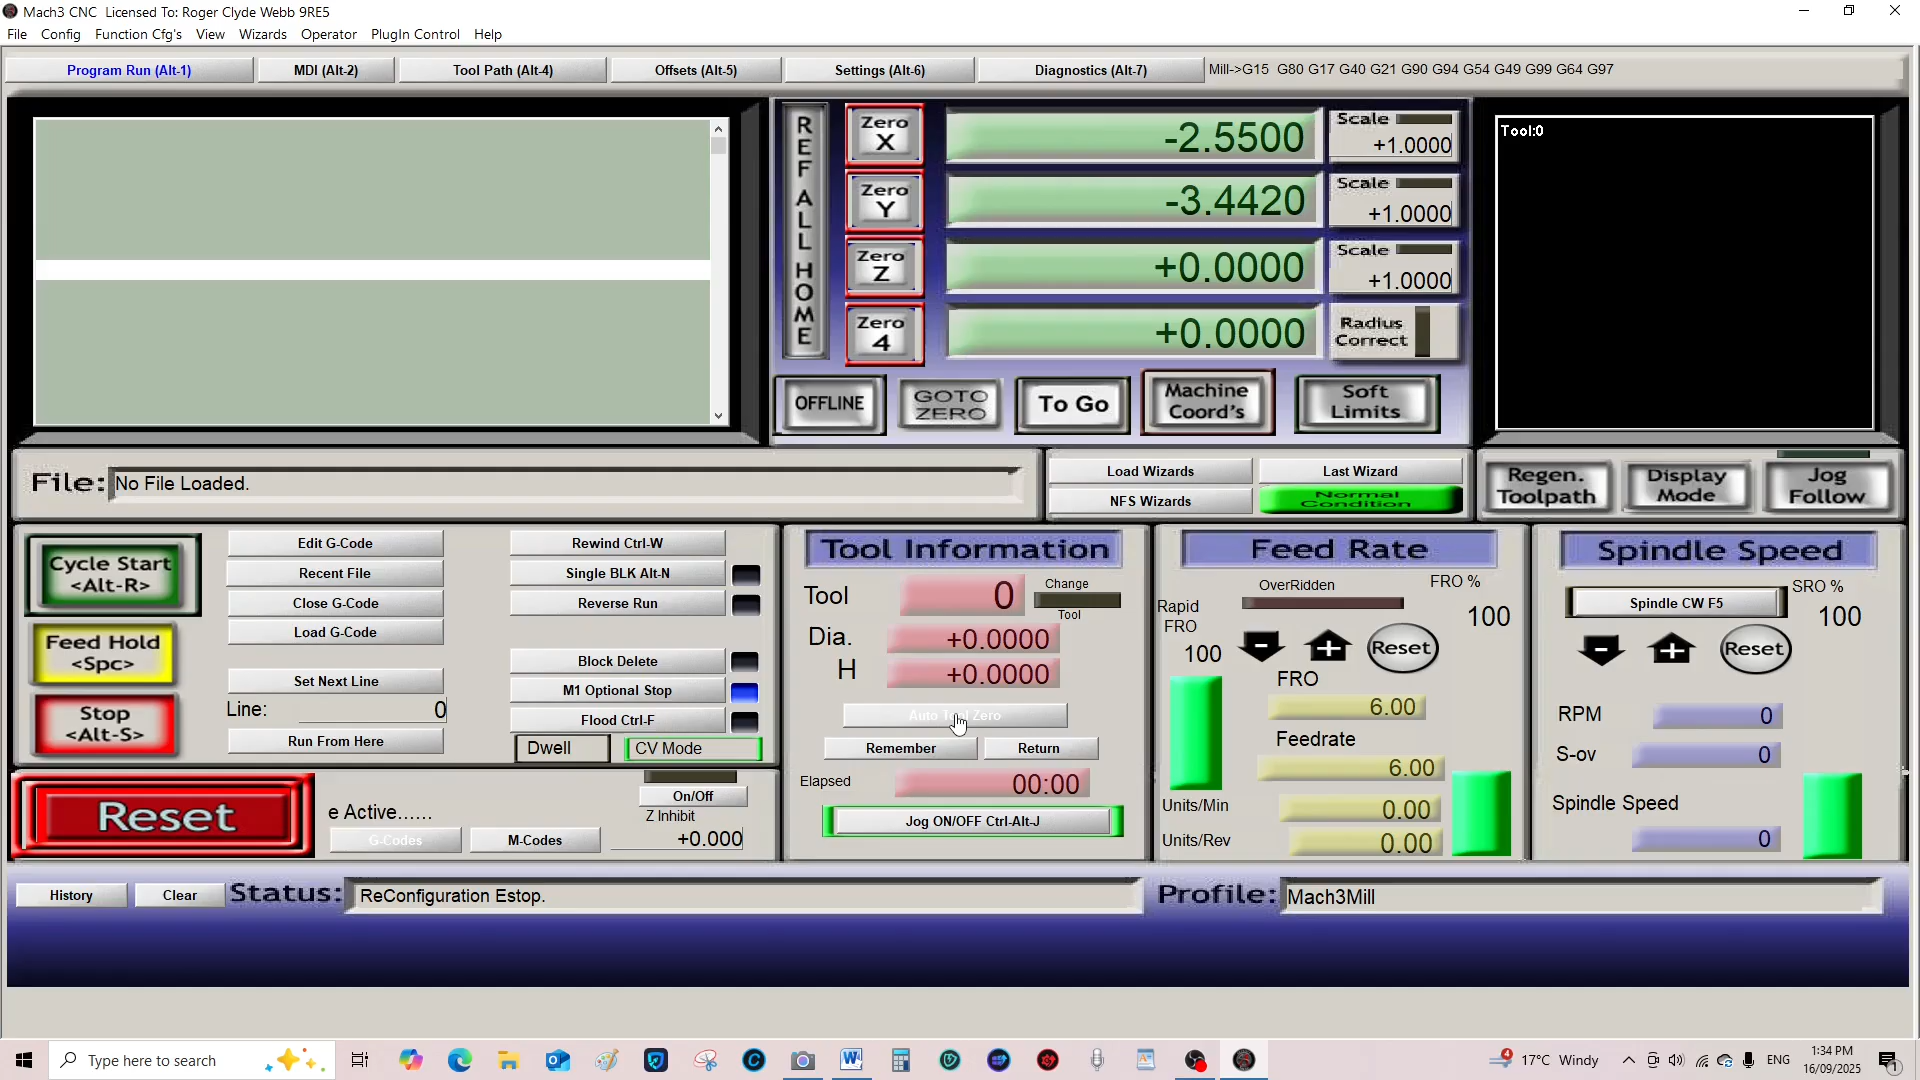 Mach3 CNC  Licensed To: Roger Clyde Webb 9RE5
File Config Function Cfg's View Wizards Operator PlugIn Control Help
Program Run (Alt-1) MDI (Alt-2) Tool Path (Alt-4) Offsets (Alt-5) Settings (Alt-6) Diagnostics (Alt-7) Mill->G15  G80 G17 G40 G21 G90 G94 G54 G49 G99 G64 G97
REF ALL HOME
Zero X -2.5500 Scale +1.0000
Zero Y -3.4420 Scale +1.0000
Zero Z +0.0000 Scale +1.0000
Zero 4 +0.0000 Radius Correct
Tool:0
OFFLINE GOTO ZERO To Go Machine Coord's Soft Limits
File: No File Loaded.
Load Wizards Last Wizard
NFS Wizards Normal Condition
Regen. Toolpath Display Mode Jog Follow
Cycle Start <Alt-R>
Feed Hold <Spc>
Stop <Alt-S>
Edit G-Code
Recent File
Close G-Code
Load G-Code
Set Next Line
Line: 0
Run From Here
Rewind Ctrl-W
Single BLK Alt-N
Reverse Run
Block Delete
M1 Optional Stop
Flood Ctrl-F
Dwell CV Mode
Reset
e Active......
G-Codes M-Codes
On/Off
Z Inhibit
+0.000
Tool Information
Tool 0 Change Tool
Dia. +0.0000
H +0.0000
Auto Tool Zero
Remember Return
Elapsed 00:00
Jog ON/OFF Ctrl-Alt-J
Feed Rate
OverRidden FRO %
Rapid FRO 100
100
Reset
FRO
6.00
Feedrate
6.00
Units/Min 0.00
Units/Rev 0.00
Spindle Speed
Spindle CW F5 SRO %
100
Reset
RPM 0
S-ov 0
Spindle Speed
0
History Clear Status: ReConfiguration Estop. Profile: Mach3Mill
Type here to search
4 17°C Windy ENG 1:34 PM
16/09/2025
1